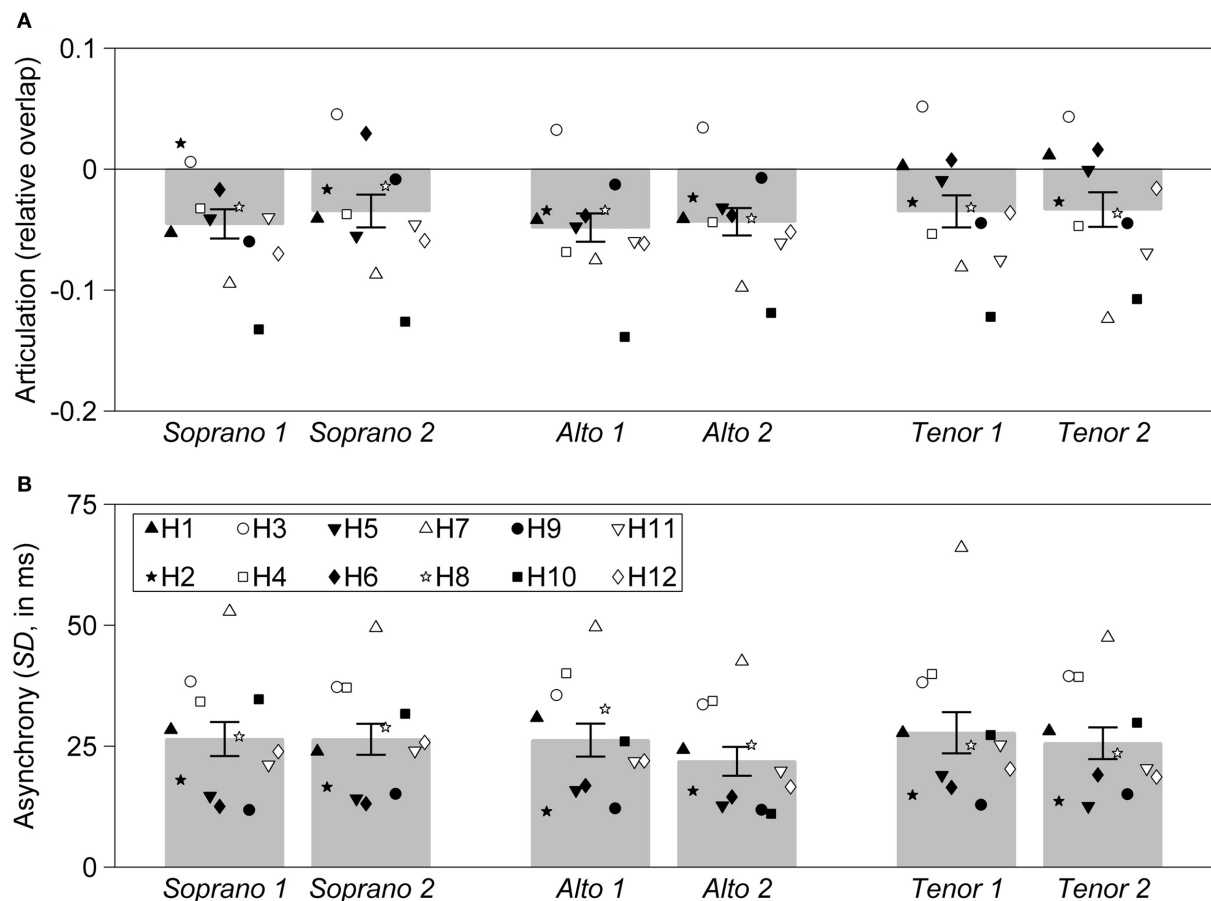 A
Articulation (relative overlap)
0.1
0
-0.1
-0.2
Soprano 1 Soprano 2 Alto 1 Alto 2 Tenor 1 Tenor 2
B
Asynchrony (SD, in ms)
75
50
25
0
H1 H3 H5 H7 H9 H11
H2 H4 H6 H8 H10 H12
Soprano 1 Soprano 2 Alto 1 Alto 2 Tenor 1 Tenor 2